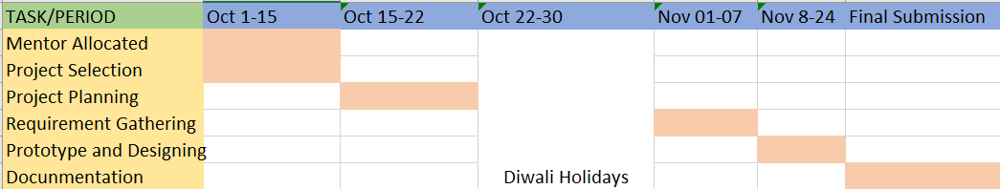 TASK/PERIOD Oct 1-15 Oct 15-22 Oct 22-30 Nov 01-07 Nov 8-24 Final Submission
Mentor Allocated
Project Selection
Project Planning
Requirement Gathering
Prototype and Designing
Docunmentation Diwali Holidays